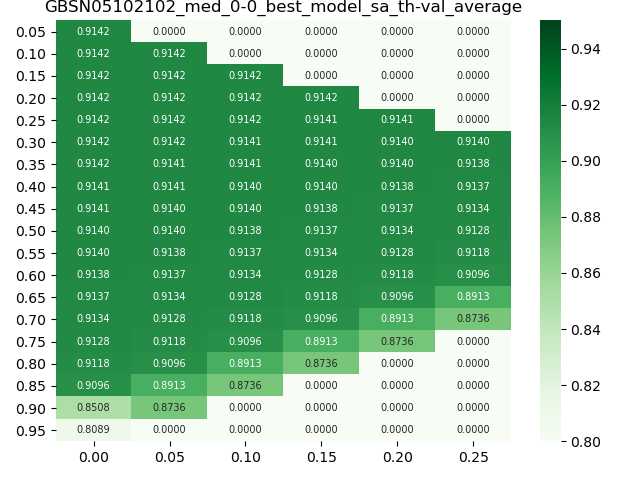 GBSN05102102_med_0-0_best_model_sa_th-val_average
0.05 0.9142 0.0000 0.0000 0.0000 0.0000 0.0000
0.10 0.9142 0.9142 0.0000 0.0000 0.0000 0.0000
0.15 0.9142 0.9142 0.9142 0.0000 0.0000 0.0000
0.20 0.9142 0.9142 0.9142 0.9142 0.0000 0.0000
0.25 0.9142 0.9142 0.9142 0.9141 0.9141 0.0000
0.30 0.9142 0.9142 0.9141 0.9141 0.9140 0.9140
0.35 0.9142 0.9141 0.9141 0.9140 0.9140 0.9138
0.40 0.9141 0.9141 0.9140 0.9140 0.9138 0.9137
0.45 0.9141 0.9140 0.9140 0.9138 0.9137 0.9134
0.50 0.9140 0.9140 0.9138 0.9137 0.9134 0.9128
0.55 0.9140 0.9138 0.9137 0.9134 0.9128 0.9118
0.60 0.9138 0.9137 0.9134 0.9128 0.9118 0.9096
0.65 0.9137 0.9134 0.9128 0.9118 0.9096 0.8913
0.70 0.9134 0.9128 0.9118 0.9096 0.8913 0.8736
0.75 0.9128 0.9118 0.9096 0.8913 0.8736 0.0000
0.80 0.9118 0.9096 0.8913 0.8736 0.0000 0.0000
0.85 0.9096 0.8913 0.8736 0.0000 0.0000 0.0000
0.90 0.8508 0.8736 0.0000 0.0000 0.0000 0.0000
0.95 0.8089 0.0000 0.0000 0.0000 0.0000 0.0000
0.00 0.05 0.10 0.15 0.20 0.25
0.94
0.92
0.90
0.88
0.86
0.84
0.82
0.80